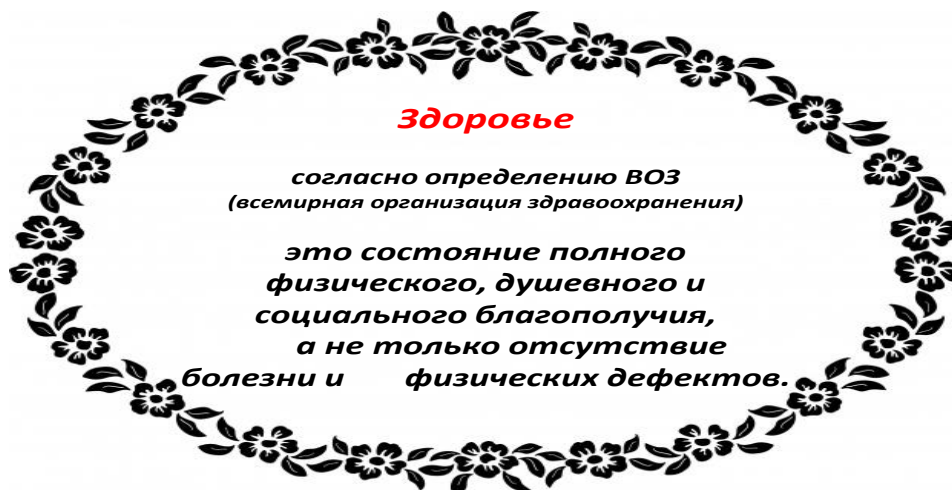 Здоровье
согласно определению ВОЗ
(всемирная организация здравоохранения)
это состояние полного
физического, душевного и
социального благополучия,
а не только отсутствие
болезни и физических дефектов.